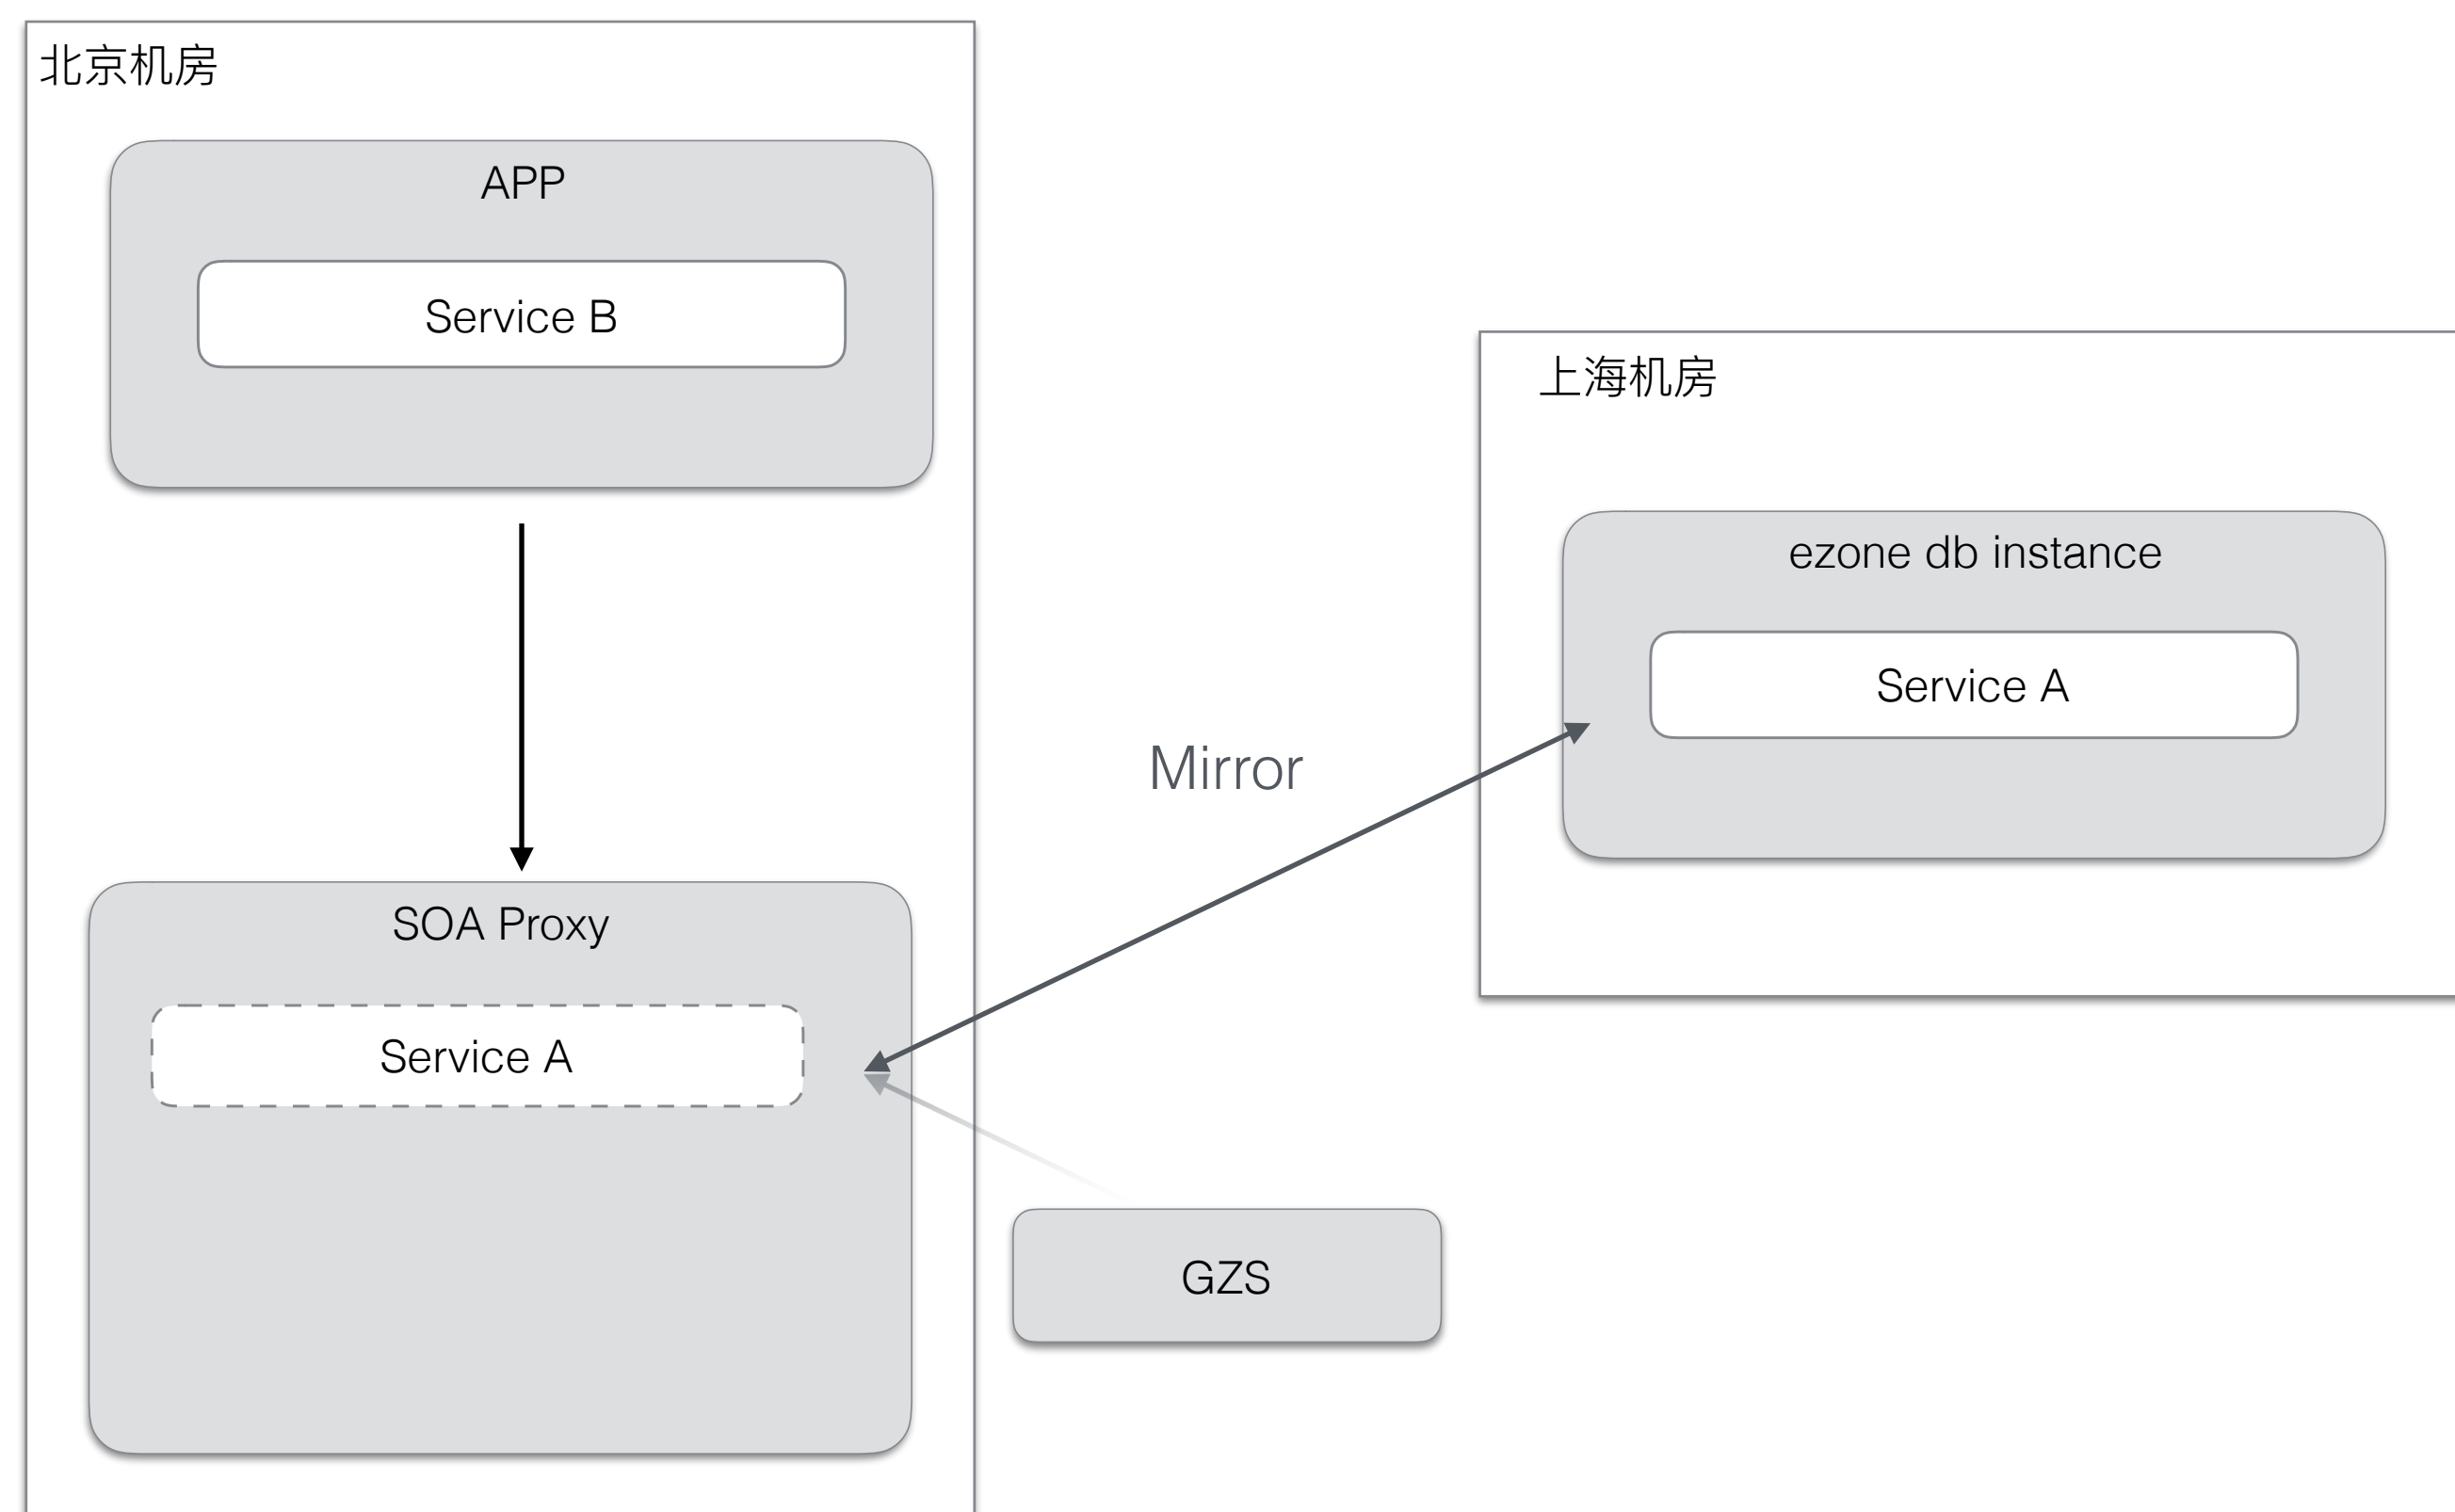 北京机房
APP
Service B
上海机房
ezone db instance
Service A
Mirror
SOA Proxy
Service A
GZS